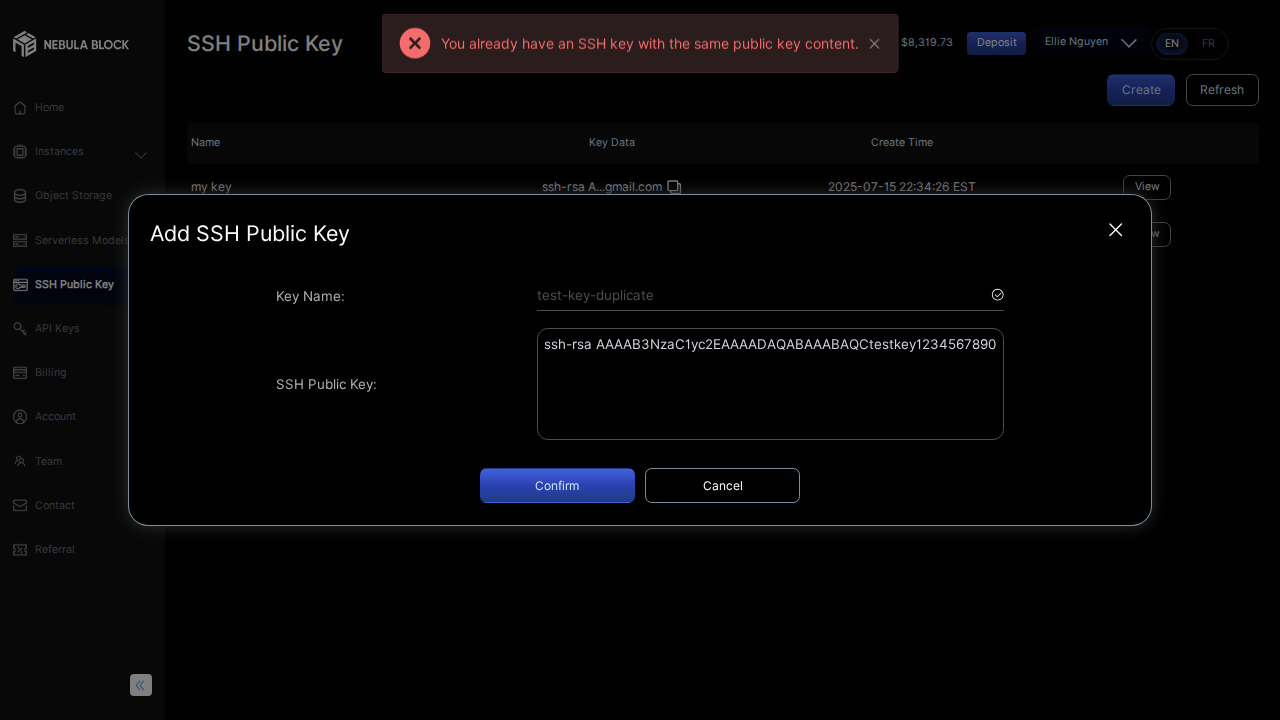 NEBULA BLOCK
SSH Public Key
You already have an SSH key with the same public key content.
$8,319.73
Deposit
Ellie Nguyen
EN
FR
Create
Refresh
Home
Instances
Object Storage
Serverless Models
SSH Public Key
API Keys
Billing
Account
Team
Contact
Referral
Name
Key Data
Create Time
my key
ssh-rsa A...gmail.com
2025-07-15 22:34:26 EST
View
Add SSH Public Key
Key Name:
test-key-duplicate
SSH Public Key:
ssh-rsa AAAAB3NzaC1yc2EAAAADAQABAAABAQCtestkey1234567890
Confirm
Cancel